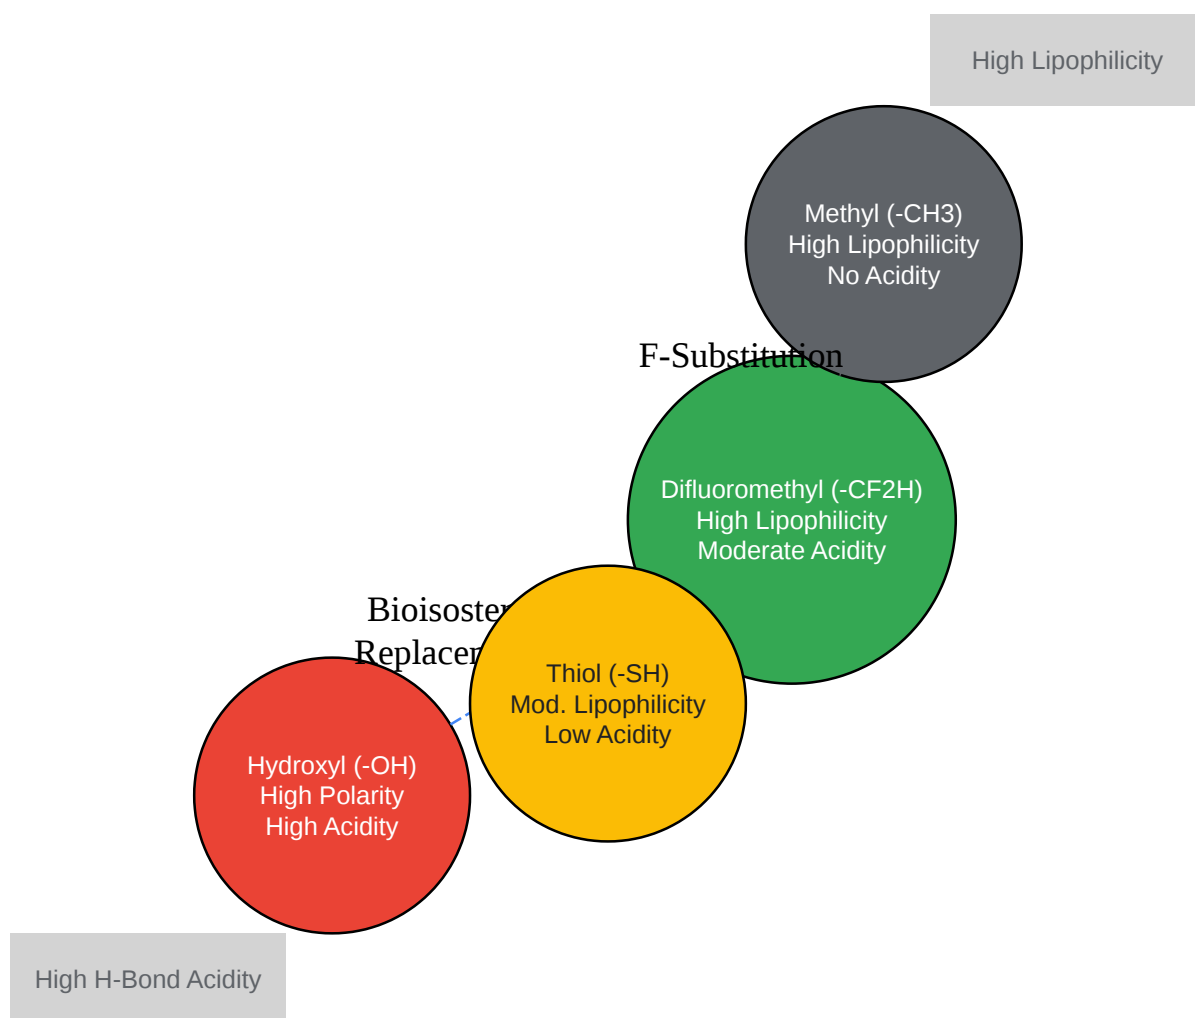 High Lipophilicity
Methyl (-CH3)
High Lipophilicity
No Acidity
F-Substitution
Difluoromethyl (-CF2H)
High Lipophilicity
Moderate Acidity
Thiol (-SH)
Mod. Lipophilicity
Low Acidity
Hydroxyl (-OH)
High Polarity
High Acidity
High H-Bond Acidity